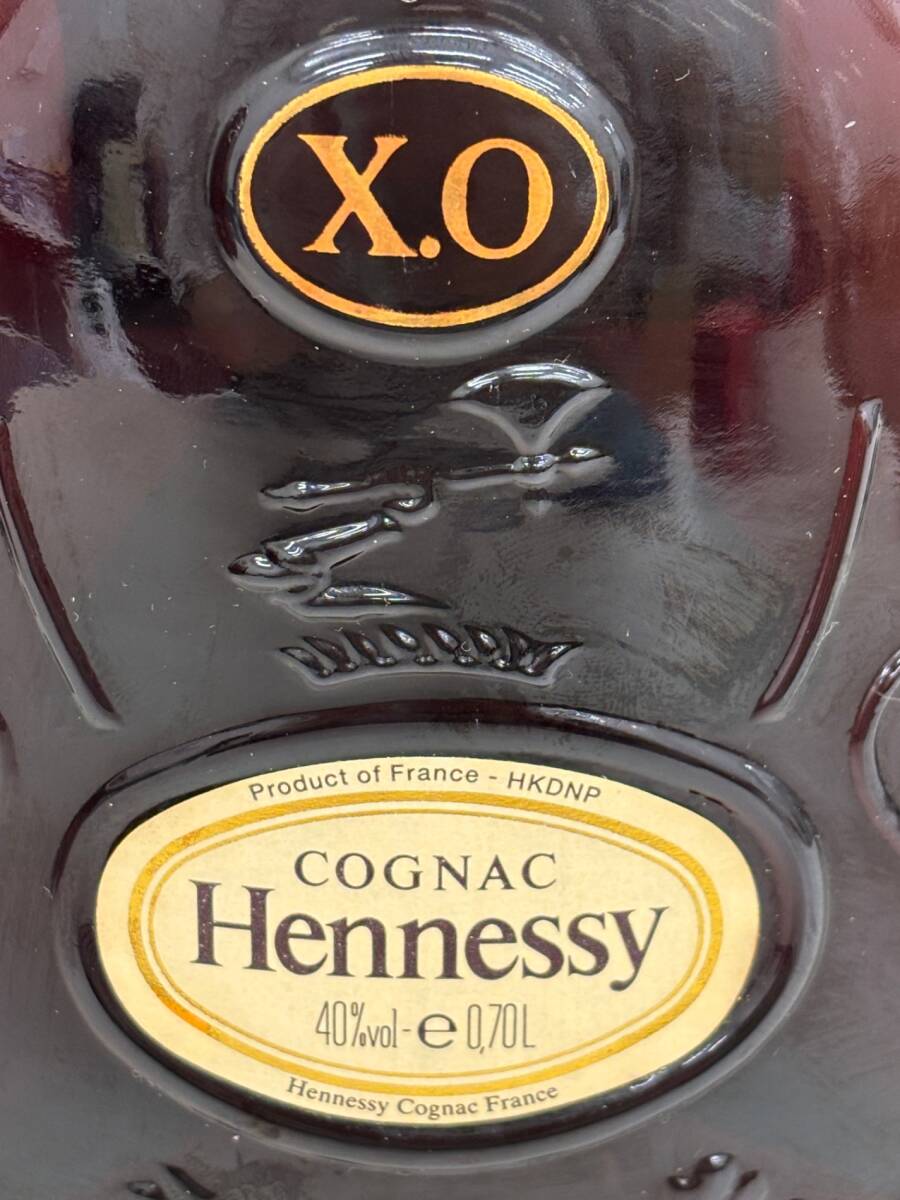 X.O
Product of France - HKDNP
COGNAC
Hennessy
40%vol - e 0,70L
Hennessy Cognac France